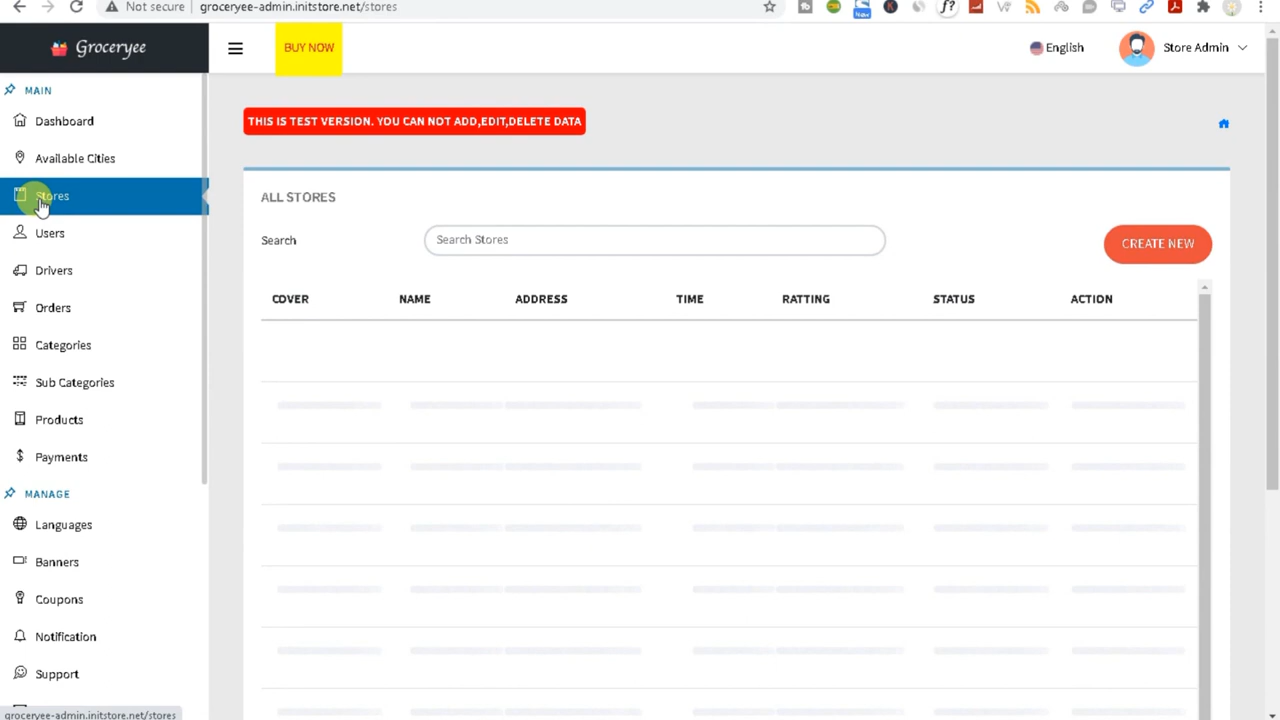 Not secure groceryee-admin.initstore.net/stores
New
Groceryee
BUY NOW
English
Store Admin
MAIN
Dashboard
Available Cities
Stores
Users
Drivers
Orders
Categories
Sub Categories
Products
Payments
MANAGE
Languages
Banners
Coupons
Notification
Support
THIS IS TEST VERSION. YOU CAN NOT ADD,EDIT,DELETE DATA
ALL STORES
Search
Search Stores
CREATE NEW
COVER NAME ADDRESS TIME RATTING STATUS ACTION
groceryee-admin.initstore.net/stores